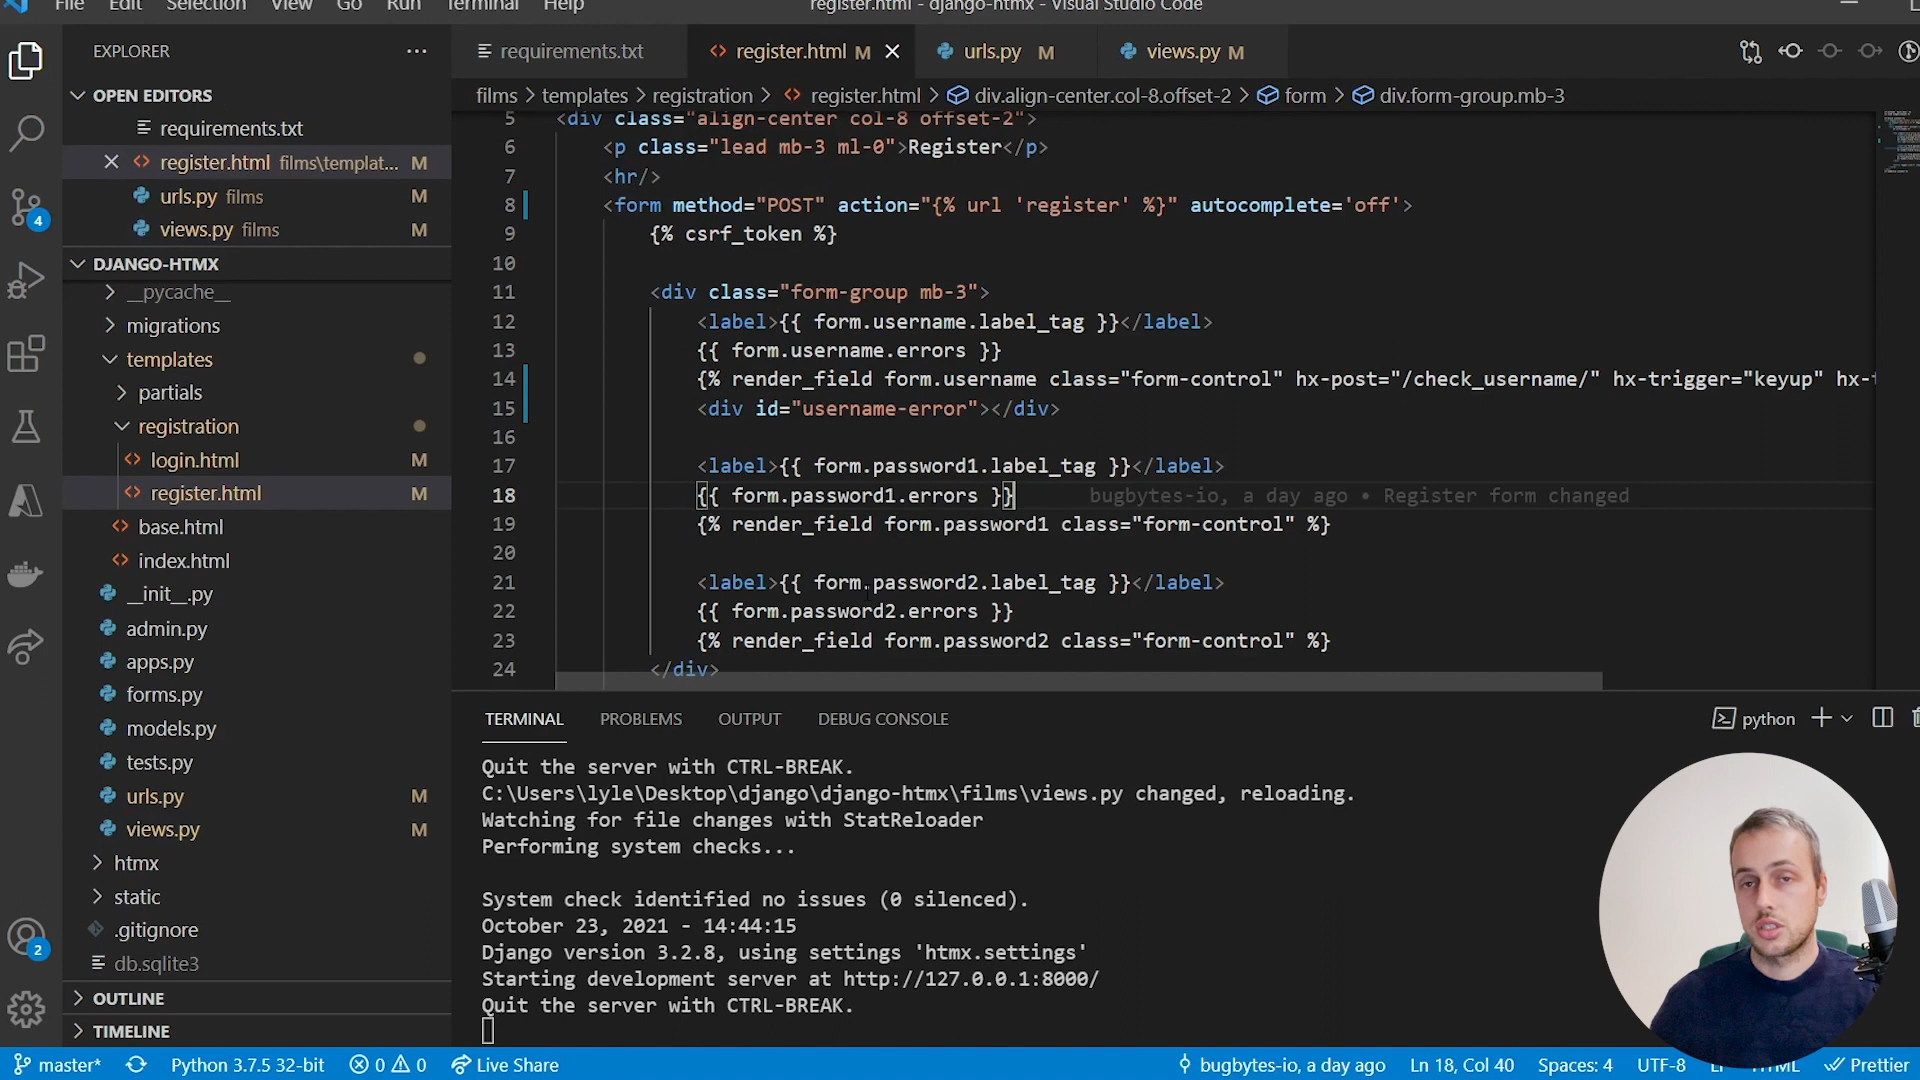 File Edit Selection View Go Run Terminal Help register.html - django-htmx - Visual Studio Code
EXPLORER
OPEN EDITORS
requirements.txt
register.html films\templat... M
urls.py films M
views.py films M
DJANGO-HTMX
__pycache__
migrations
templates
partials
registration
login.html M
register.html M
base.html
index.html
__init__.py
admin.py
apps.py
forms.py
models.py
tests.py
urls.py M
views.py M
htmx
static
.gitignore
db.sqlite3
OUTLINE
TIMELINE
4
2
requirements.txt register.html M urls.py M views.py M
films > templates > registration > register.html > div.align-center.col-8.offset-2 > form > div.form-group.mb-3
5 <div class="align-center col-8 offset-2">
6 <p class="lead mb-3 ml-0">Register</p>
7 <hr/>
8 <form method="POST" action="{% url 'register' %}" autocomplete='off'>
9 {% csrf_token %}
10
11 <div class="form-group mb-3">
12 <label>{{ form.username.label_tag }}</label>
13 {{ form.username.errors }}
14 {% render_field form.username class="form-control" hx-post="/check_username/" hx-trigger="keyup" hx-t
15 <div id="username-error"></div>
16
17 <label>{{ form.password1.label_tag }}</label>
18 {{ form.password1.errors }} bugbytes-io, a day ago • Register form changed
19 {% render_field form.password1 class="form-control" %}
20
21 <label>{{ form.password2.label_tag }}</label>
22 {{ form.password2.errors }}
23 {% render_field form.password2 class="form-control" %}
24 </div>
TERMINAL PROBLEMS OUTPUT DEBUG CONSOLE python
Quit the server with CTRL-BREAK.
C:\Users\lyle\Desktop\django\django-htmx\films\views.py changed, reloading.
Watching for file changes with StatReloader
Performing system checks...
System check identified no issues (0 silenced).
October 23, 2021 - 14:44:15
Django version 3.2.8, using settings 'htmx.settings'
Starting development server at http://127.0.0.1:8000/
Quit the server with CTRL-BREAK.
master* Python 3.7.5 32-bit 0 0 Live Share bugbytes-io, a day ago Ln 18, Col 40 Spaces: 4 UTF-8 HTML Prettier